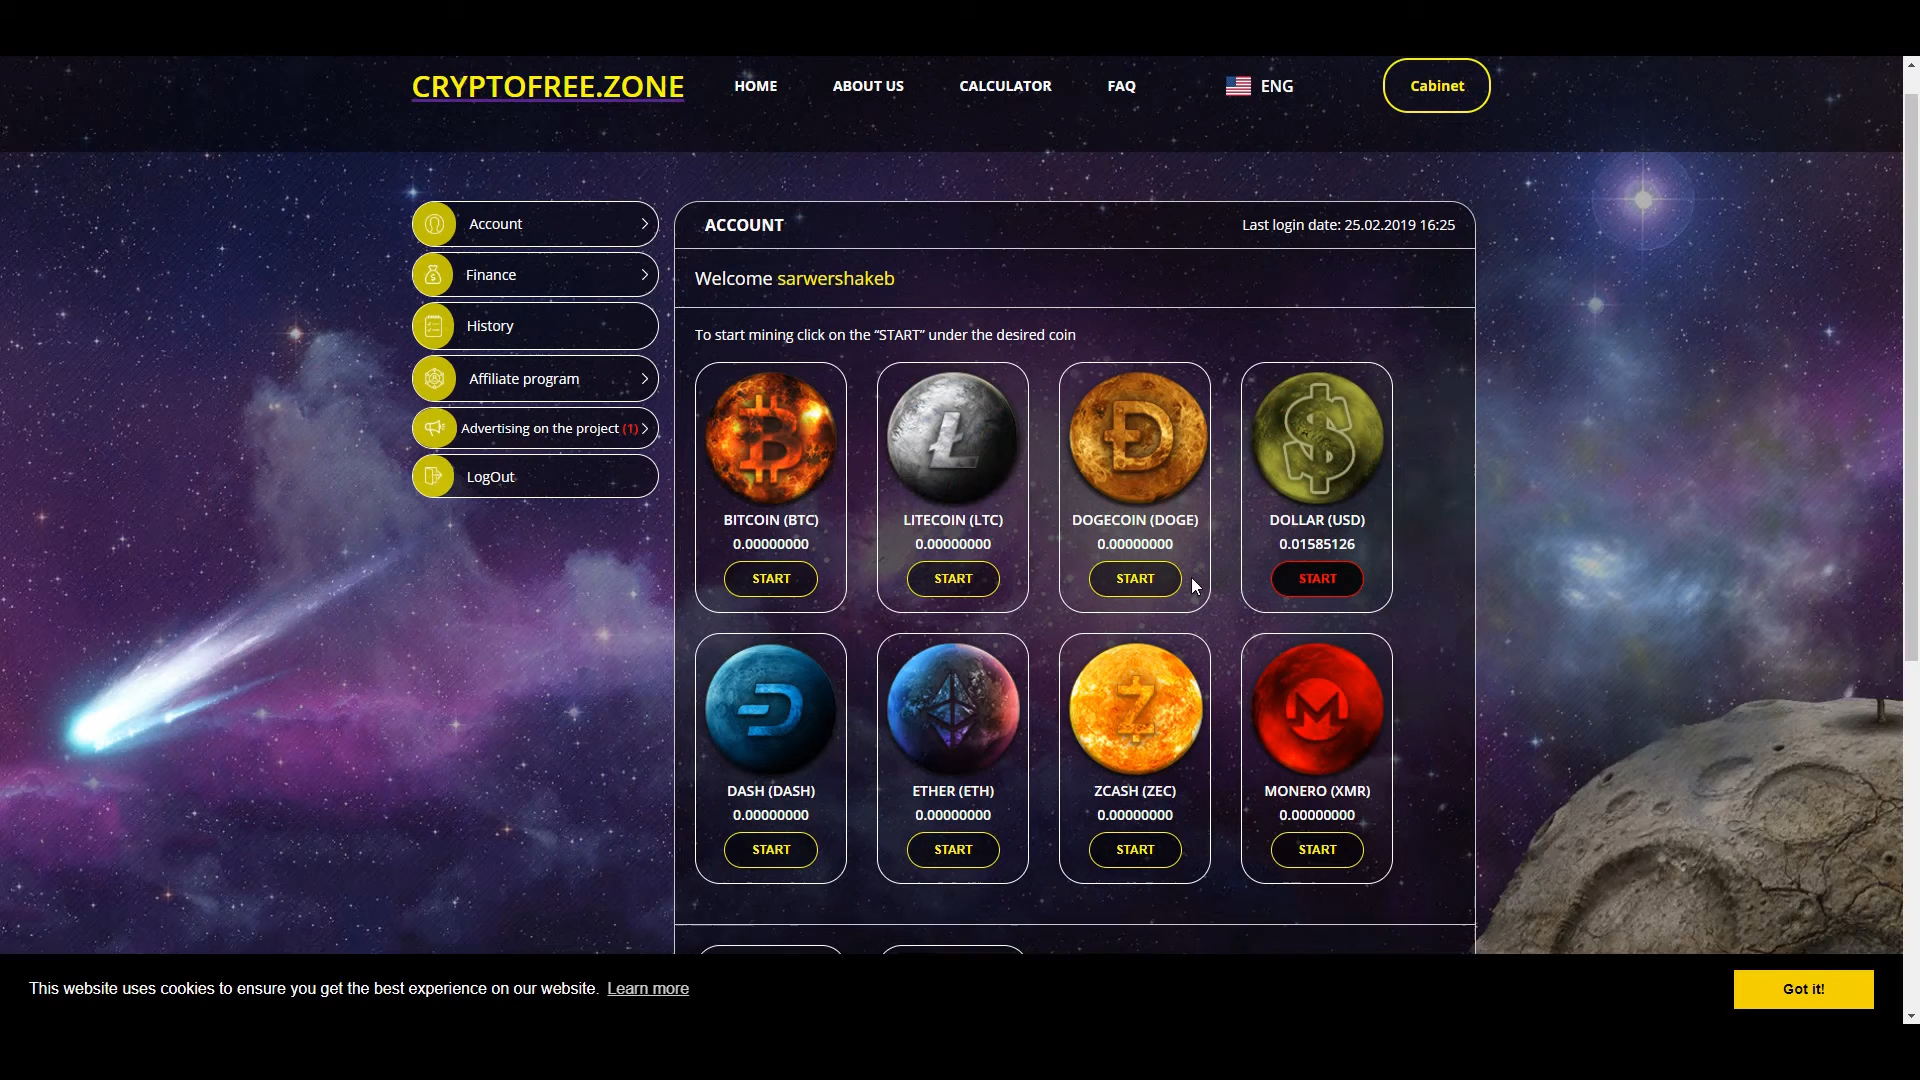 CRYPTOFREE.ZONE
HOME
ABOUT US
CALCULATOR
FAQ
ENG
Cabinet
Account
Finance
History
Affiliate program
Advertising on the project (1)
LogOut
ACCOUNT
Last login date: 25.02.2019 16:25
Welcome sarwershakeb
To start mining click on the “START” under the desired coin
BITCOIN (BTC)
0.00000000
START
LITECOIN (LTC)
0.00000000
START
DOGECOIN (DOGE)
0.00000000
START
DOLLAR (USD)
0.01585126
START
DASH (DASH)
0.00000000
START
ETHER (ETH)
0.00000000
START
ZCASH (ZEC)
0.00000000
START
MONERO (XMR)
0.00000000
START
This website uses cookies to ensure you get the best experience on our website. Learn more
Got it!